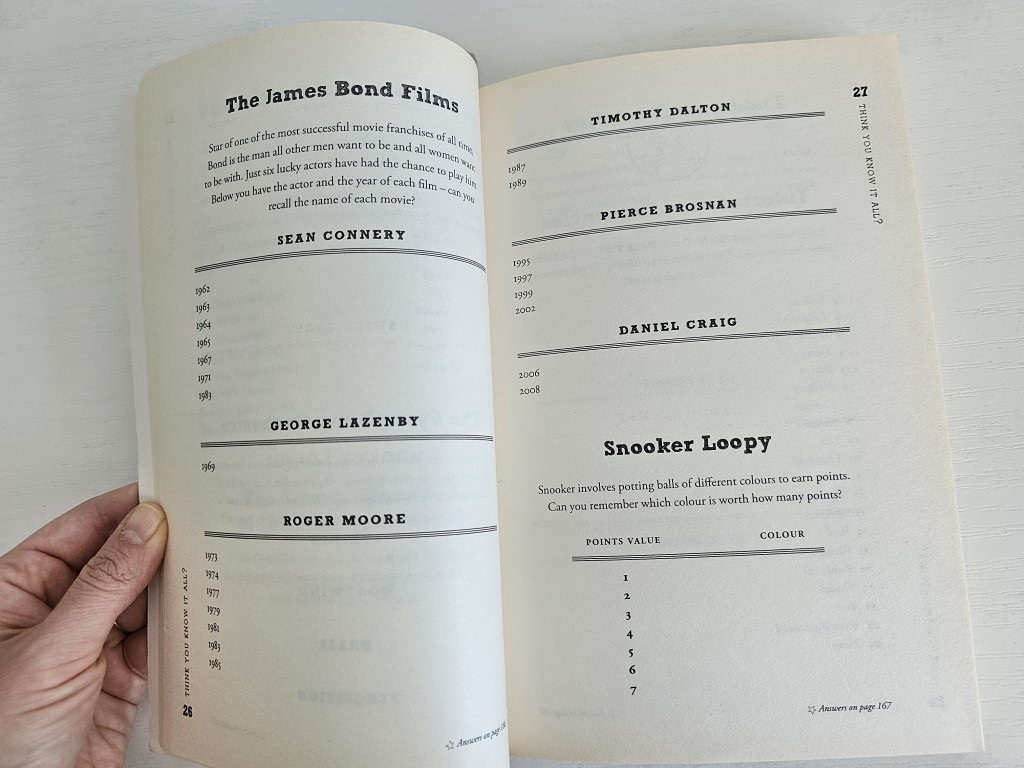 The James Bond Films
Star of one of the most successful movie franchises of all time,
Bond is the man all other men want to be and all women want
to be with. Just six lucky actors have had the chance to play him
Below you have the actor and the year of each film – can you
recall the name of each movie?
SEAN CONNERY
1962
1963
1964
1965
1967
1971
1983
GEORGE LAZENBY
1969
ROGER MOORE
1973
1974
1977
1979
1981
1983
1985
THINK YOU KNOW IT ALL?
26
☆ Answers on page
27
THINK YOU KNOW IT ALL?
TIMOTHY DALTON
1987
1989
PIERCE BROSNAN
1995
1997
1999
2002
DANIEL CRAIG
2006
2008
Snooker Loopy
Snooker involves potting balls of different colours to earn points.
Can you remember which colour is worth how many points?
POINTS VALUE COLOUR
1
2
3
4
5
6
7
☆ Answers on page 167